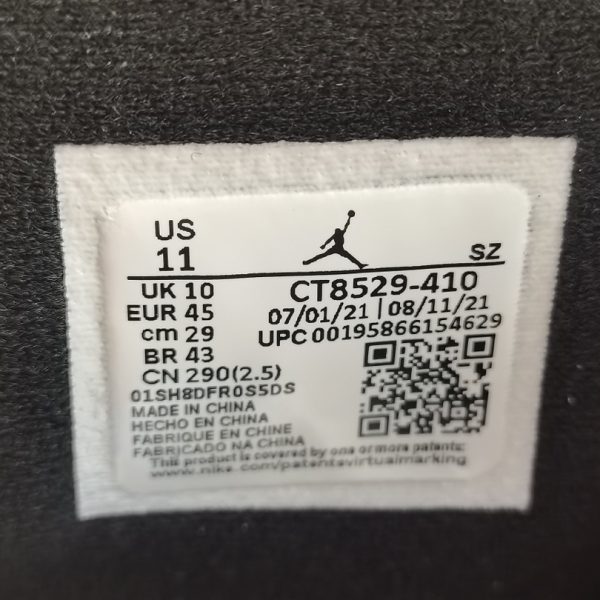 US
11
SZ
UK 10
EUR 45
cm 29
BR 43
CN 290(2.5)
CT8529-410
07/01/21 | 08/11/21
UPC 00195866154629
01SH8DFR0S5DS
MADE IN CHINA
HECHO EN CHINA
FABRIQUE EN CHINE
FABRICADO NA CHINA
This product is covered by one or more patents:
www.nike.com/patentsvirtualmarking